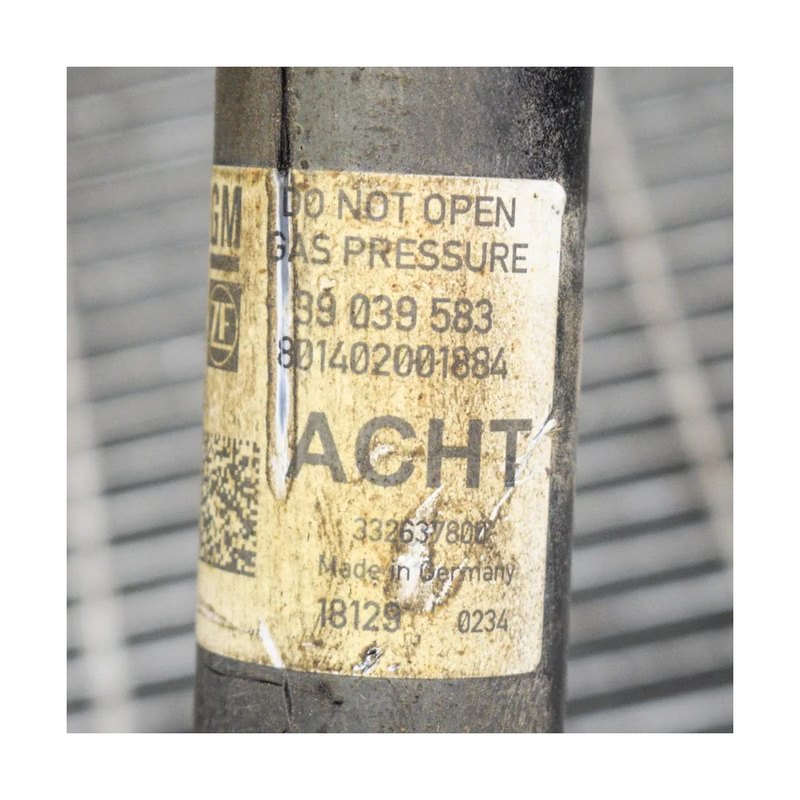 GM
ZF
DO NOT OPEN
GAS PRESSURE
39 039 583
801402001884
ACHT
332637800
Made in Germany
18129 0234